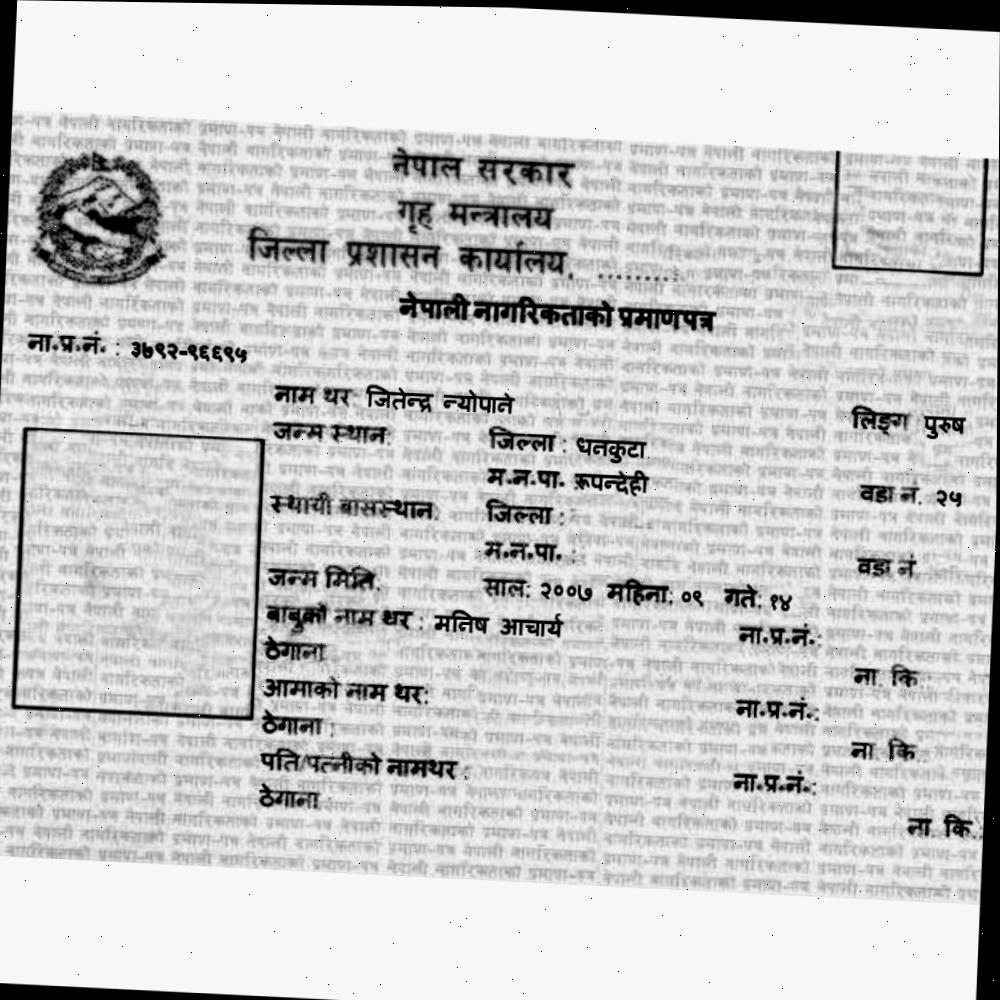 नेपाल सरकार
गृह मन्त्रालय
जिल्ला प्रशासन कार्यालय, .........
नेपाली नागरिकताको प्रमाणपत्र
ना.प्र.नं. : ३७९२-९६६९५
नाम थर: जितेन्द्र न्योपाने लिङ्ग पुरुष
जन्म स्थान: जिल्ला : धनकुटा
म.न.पा. रूपन्देही वडा नं. २५
स्थायी बासस्थान: जिल्ला :
म.न.पा. : वडा नं
जन्म मिति: साल: २००७ महिना: ०९ गते: १४
बाबुको नाम थर : मनिष आचार्य ना.प्र.नं.:
ठेगाना ना. कि :
आमाको नाम थर: ना.प्र.नं.:
ठेगाना : ना. कि :
पति/पत्नीको नामथर : ना.प्र.नं.:
ठेगाना : ना. कि :